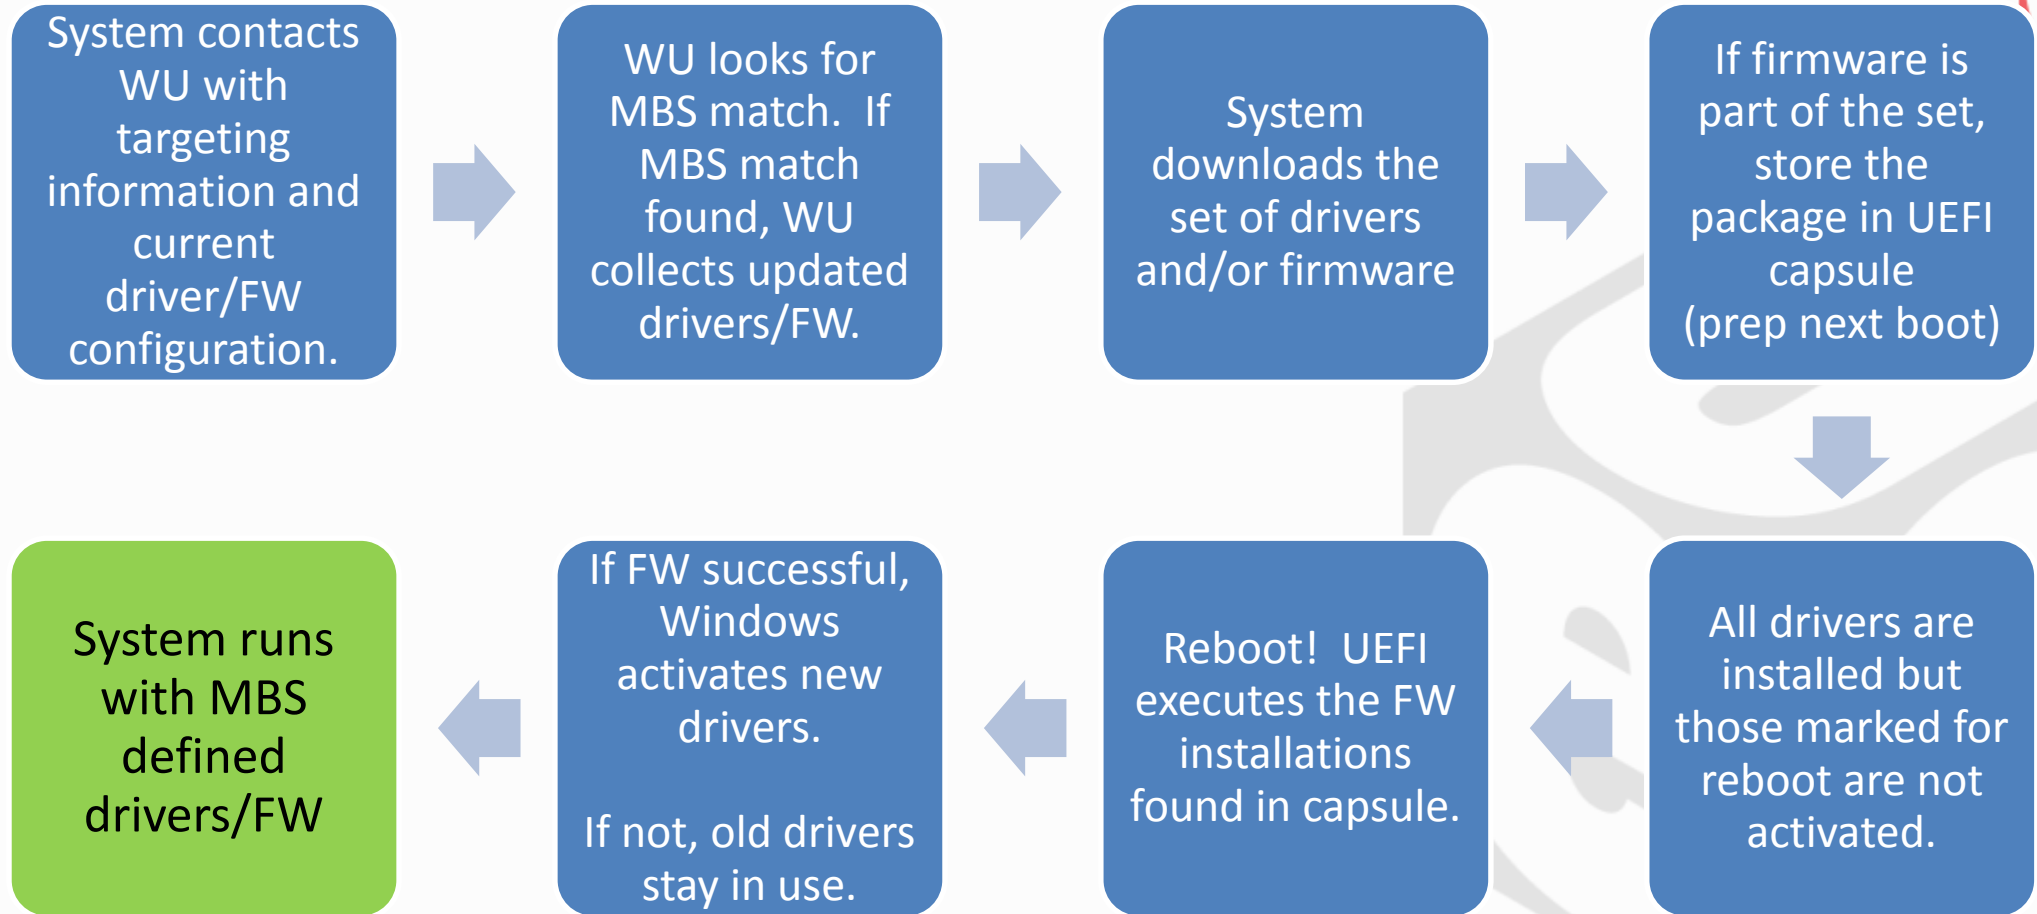 System contacts
WU with
targeting
information and
current
driver/FW
configuration.
WU looks for
MBS match.  If
MBS match
found, WU
collects updated
drivers/FW.
System
downloads the
set of drivers
and/or firmware
If firmware is
part of the set,
store the
package in UEFI
capsule
(prep next boot)
All drivers are
installed but
those marked for
reboot are not
activated.
Reboot!  UEFI
executes the FW
installations
found in capsule.
If FW successful,
Windows
activates new
drivers.
If not, old drivers
stay in use.
System runs
with MBS
defined
drivers/FW